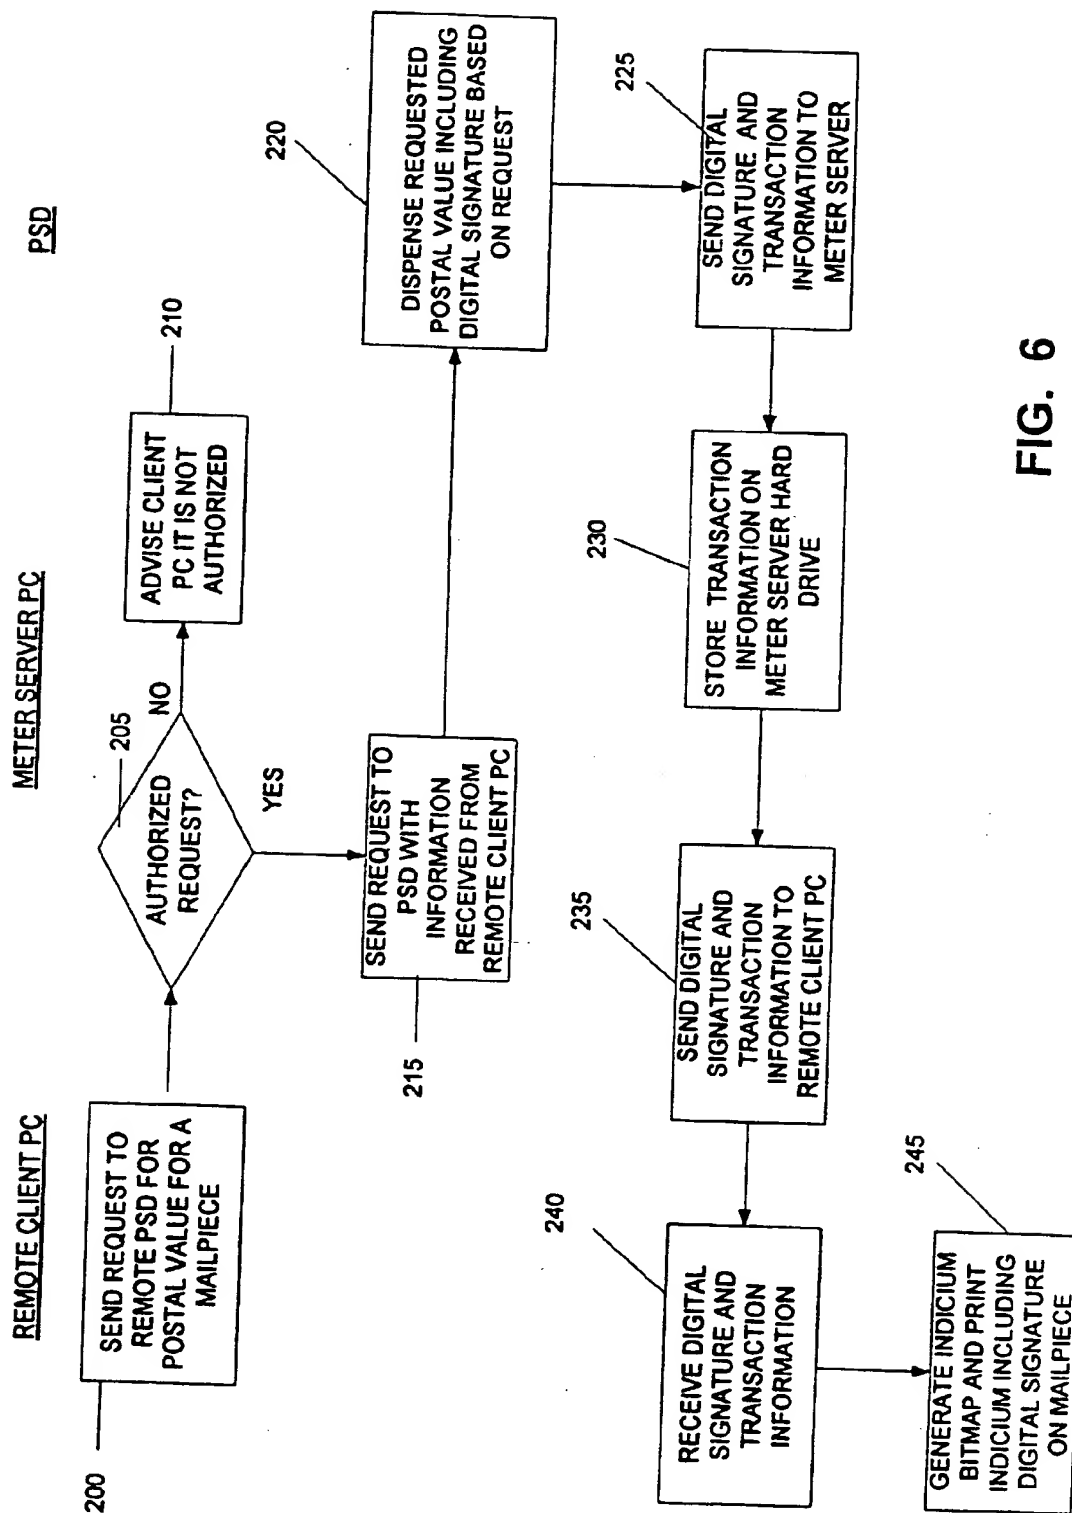 REMOTE CLIENT PC
METER SERVER PC
PSD
200
SEND REQUEST TO
REMOTE PSD FOR
POSTAL VALUE FOR A
MAILPIECE
205
AUTHORIZED
REQUEST?
NO
YES
210
ADVISE CLIENT
PC IT IS NOT
AUTHORIZED
215
SEND REQUEST TO
PSD WITH
INFORMATION
RECEIVED FROM
REMOTE CLIENT PC
220
DISPENSE REQUESTED
POSTAL VALUE INCLUDING
DIGITAL SIGNATURE BASED
ON REQUEST
225
SEND DIGITAL
SIGNATURE AND
TRANSACTION
INFORMATION TO
METER SERVER
230
STORE TRANSACTION
INFORMATION ON
METER SERVER HARD
DRIVE
235
SEND DIGITAL
SIGNATURE AND
TRANSACTION
INFORMATION TO
REMOTE CLIENT PC
240
RECEIVE DIGITAL
SIGNATURE AND
TRANSACTION
INFORMATION
245
GENERATE INDICIUM
BITMAP AND PRINT
INDICIUM INCLUDING
DIGITAL SIGNATURE
ON MAILPIECE
FIG. 6